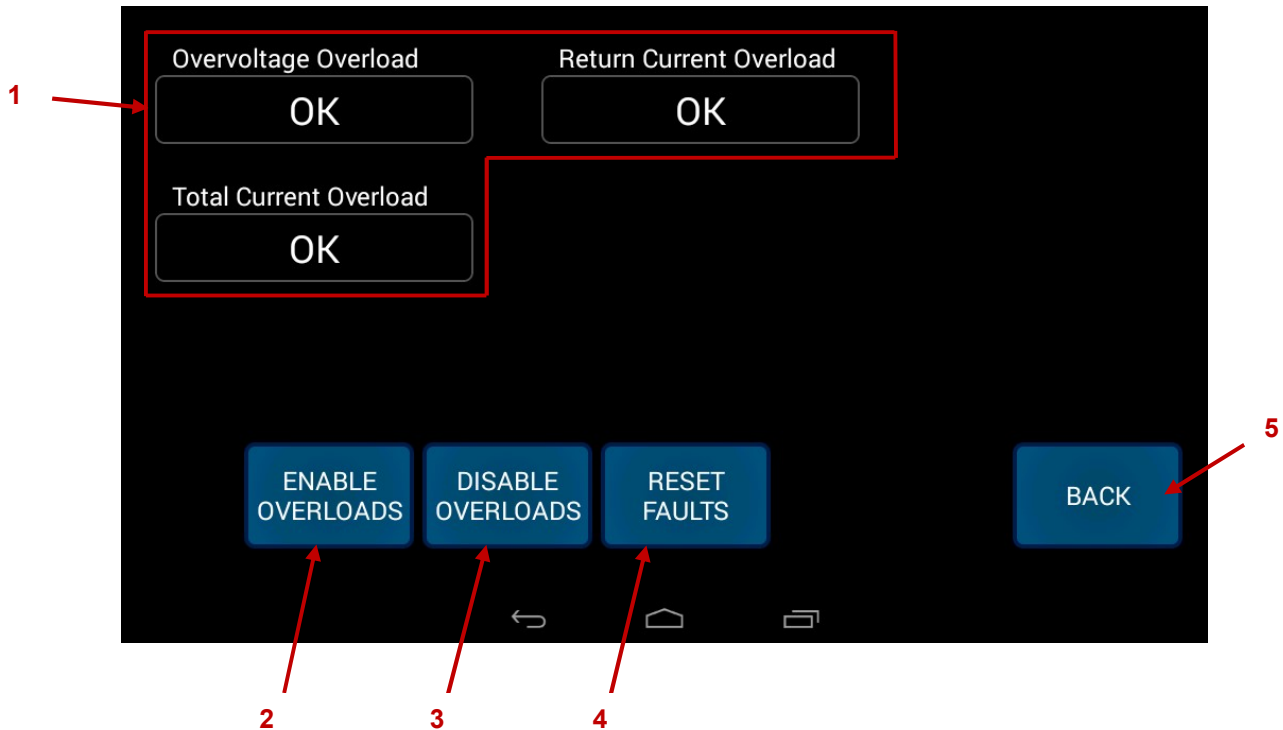 Overvoltage Overload
Return Current Overload
1
OK
OK
Total Current Overload
OK
5
ENABLE
OVERLOADS
DISABLE
OVERLOADS
RESET
FAULTS
BACK
2
3
4